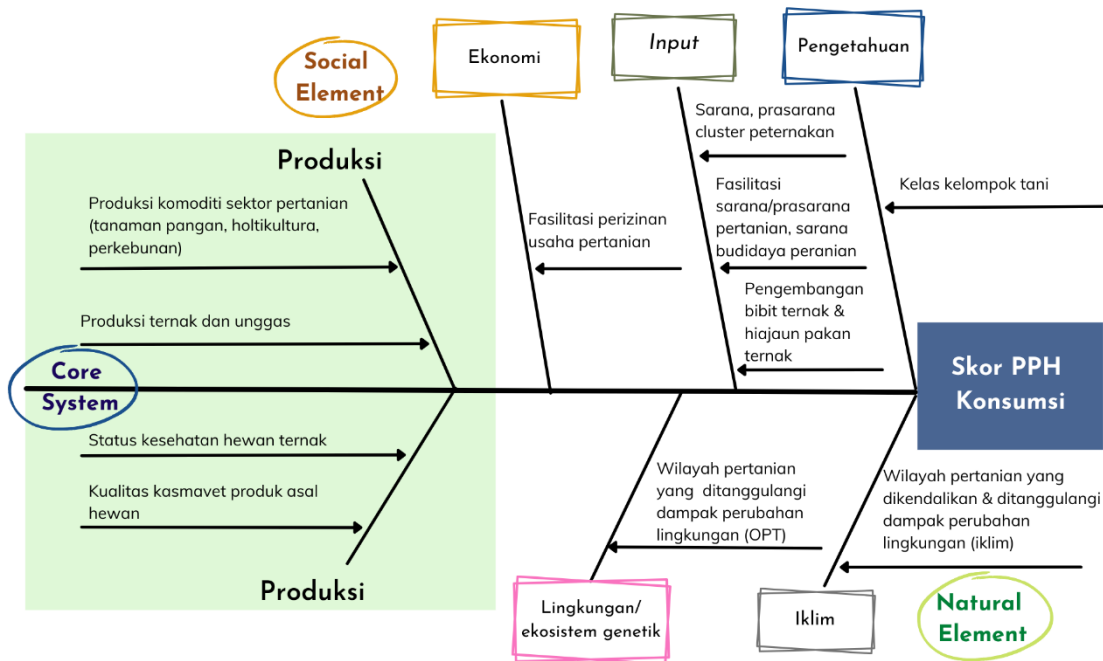 Social
Element
Ekonomi
Input
Pengetahuan
Produksi
Produksi komoditi sektor pertanian
(tanaman pangan, holtikultura,
perkebunan)
Produksi ternak dan unggas
Fasilitasi perizinan
usaha pertanian
Sarana, prasarana
cluster peternakan
Fasilitasi
sarana/prasarana
pertanian, sarana
budidaya peranian
Pengembangan
bibit ternak &
hiajaun pakan
ternak
Kelas kelompok tani
Core
System
Skor PPH
Konsumsi
Status kesehatan hewan ternak
Kualitas kasmavet produk asal
hewan
Produksi
Wilayah pertanian
yang ditanggulangi
dampak perubahan
lingkungan (OPT)
Lingkungan/
ekosistem genetik
Wilayah pertanian yang
dikendalikan & ditanggulangi
dampak perubahan
lingkungan (iklim)
Iklim
Natural
Element